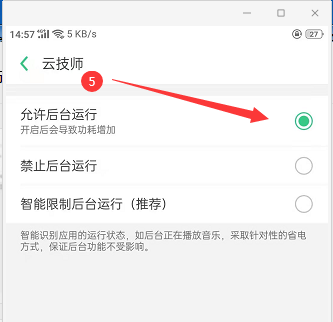 14:57 5 KB/s 27
云技师
5
允许后台运行
开启后会导致功耗增加
禁止后台运行
智能限制后台运行（推荐）
智能识别应用的运行状态，如后台正在播放音乐，采取针对性的省电
方式，保证后台功能不受影响。